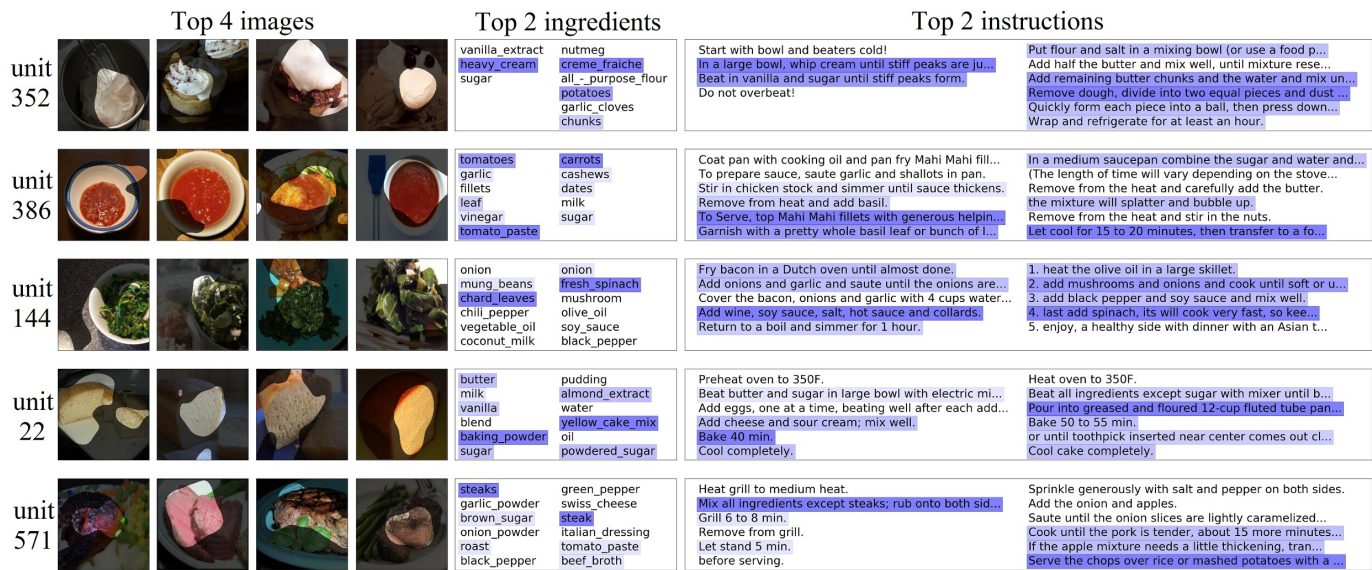 Top 4 images
Top 2 ingredients
Top 2 instructions
unit
352
vanilla_extract
heavy_cream
sugar
nutmeg
creme_fraiche
all_-_purpose_flour
potatoes
garlic_cloves
chunks
Start with bowl and beaters cold!
In a large bowl, whip cream until stiff peaks are ju...
Beat in vanilla and sugar until stiff peaks form.
Do not overbeat!
Put flour and salt in a mixing bowl (or use a food p...
Add half the butter and mix well, until mixture rese...
Add remaining butter chunks and the water and mix un...
Remove dough, divide into two equal pieces and dust ...
Quickly form each piece into a ball, then press down...
Wrap and refrigerate for at least an hour.
unit
386
tomatoes
garlic
fillets
leaf
vinegar
tomato_paste
carrots
cashews
dates
milk
sugar
Coat pan with cooking oil and pan fry Mahi Mahi fill...
To prepare sauce, saute garlic and shallots in pan.
Stir in chicken stock and simmer until sauce thickens.
Remove from heat and add basil.
To Serve, top Mahi Mahi fillets with generous helpin...
Garnish with a pretty whole basil leaf or bunch of l...
In a medium saucepan combine the sugar and water and...
(The length of time will vary depending on the stove...
Remove from the heat and carefully add the butter.
the mixture will splatter and bubble up.
Remove from the heat and stir in the nuts.
Let cool for 15 to 20 minutes, then transfer to a fo...
unit
144
onion
mung_beans
chard_leaves
chili_pepper
vegetable_oil
coconut_milk
onion
fresh_spinach
mushroom
olive_oil
soy_sauce
black_pepper
Fry bacon in a Dutch oven until almost done.
Add onions and garlic and saute until the onions are...
Cover the bacon, onions and garlic with 4 cups water...
Add wine, soy sauce, salt, hot sauce and collards.
Return to a boil and simmer for 1 hour.
1. heat the olive oil in a large skillet.
2. add mushrooms and onions and cook until soft or u...
3. add black pepper and soy sauce and mix well.
4. last add spinach, its will cook very fast, so kee...
5. enjoy, a healthy side with dinner with an Asian t...
unit
22
butter
milk
vanilla
blend
baking_powder
sugar
pudding
almond_extract
water
yellow_cake_mix
oil
powdered_sugar
Preheat oven to 350F.
Beat butter and sugar in large bowl with electric mi...
Add eggs, one at a time, beating well after each add...
Add cheese and sour cream; mix well.
Bake 40 min.
Cool completely.
Heat oven to 350F.
Beat all ingredients except sugar with mixer until b...
Pour into greased and floured 12-cup fluted tube pan...
Bake 50 to 55 min.
or until toothpick inserted near center comes out cl...
Cool cake completely.
unit
571
steaks
garlic_powder
brown_sugar
onion_powder
roast
black_pepper
green_pepper
swiss_cheese
steak
italian_dressing
tomato_paste
beef_broth
Heat grill to medium heat.
Mix all ingredients except steaks; rub onto both sid...
Grill 6 to 8 min.
Remove from grill.
Let stand 5 min.
before serving.
Sprinkle generously with salt and pepper on both sides.
Add the onion and apples.
Saute until the onion slices are lightly caramelized...
Cook until the pork is tender, about 15 more minutes...
If the apple mixture needs a little thickening, tran...
Serve the chops over rice or mashed potatoes with a ...